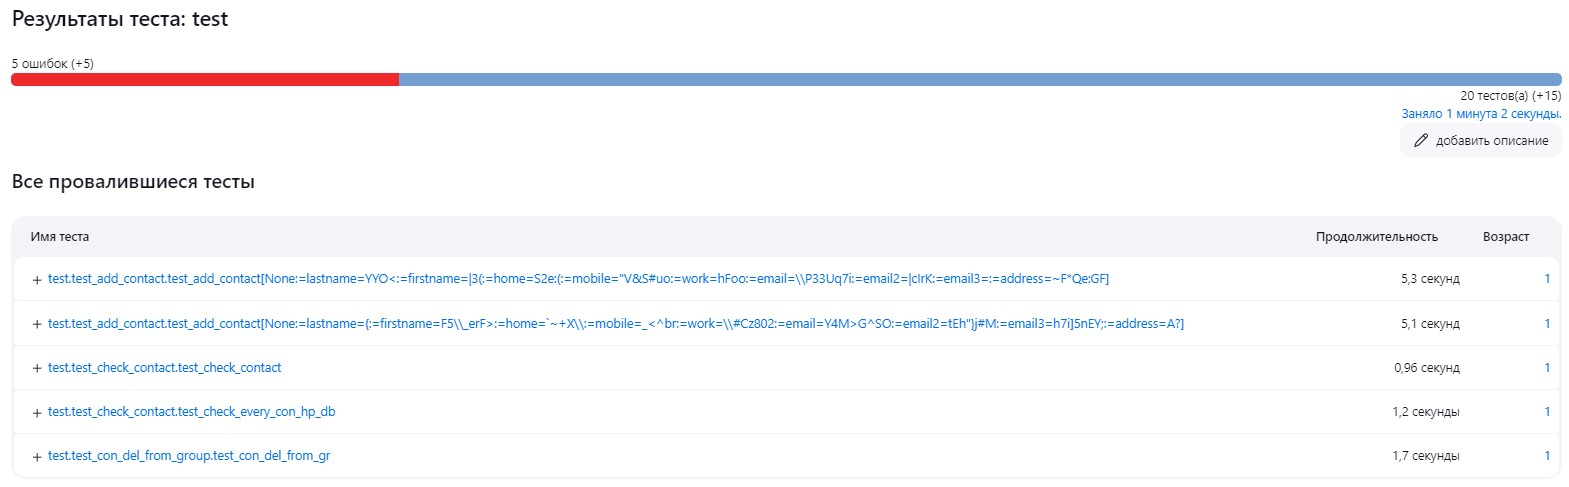 Результаты теста: test
5 ошибок (+5)
20 тестов(а) (+15)
Заняло 1 минута 2 секунды.
добавить описание
Все провалившиеся тесты
Имя теста Продолжительность Возраст
+ test.test_add_contact.test_add_contact[None:=lastname=YYO<:=firstname=|3(:=home=S2e:(:=mobile="V&S#uo:=work=hFoo:=email=\\P33Uq7i:=email2=|cIrK:=email3=:=address=~F*Qe:GF] 5,3 секунд 1
+ test.test_add_contact.test_add_contact[None:=lastname={:=firstname=F5\\_erF>:=home=`~+X\\:=mobile=_<^br:=work=\\#Cz802:=email=Y4M>G^SO:=email2=tEh"}j#M:=email3=h7i]5nEY;:=address=A?] 5,1 секунд 1
+ test.test_check_contact.test_check_contact 0,96 секунд 1
+ test.test_check_contact.test_check_every_con_hp_db 1,2 секунды 1
+ test.test_con_del_from_group.test_con_del_from_gr 1,7 секунды 1